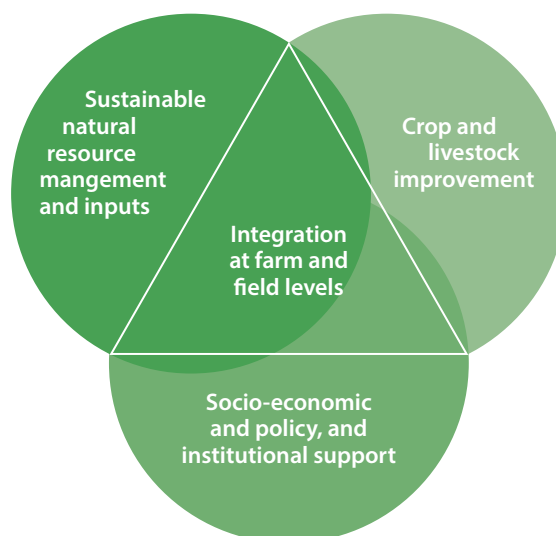 Sustainable
natural
resource
mangement
and inputs
Crop and
livestock
improvement
Integration
at farm and
field levels
Socio-economic
and policy, and
institutional support